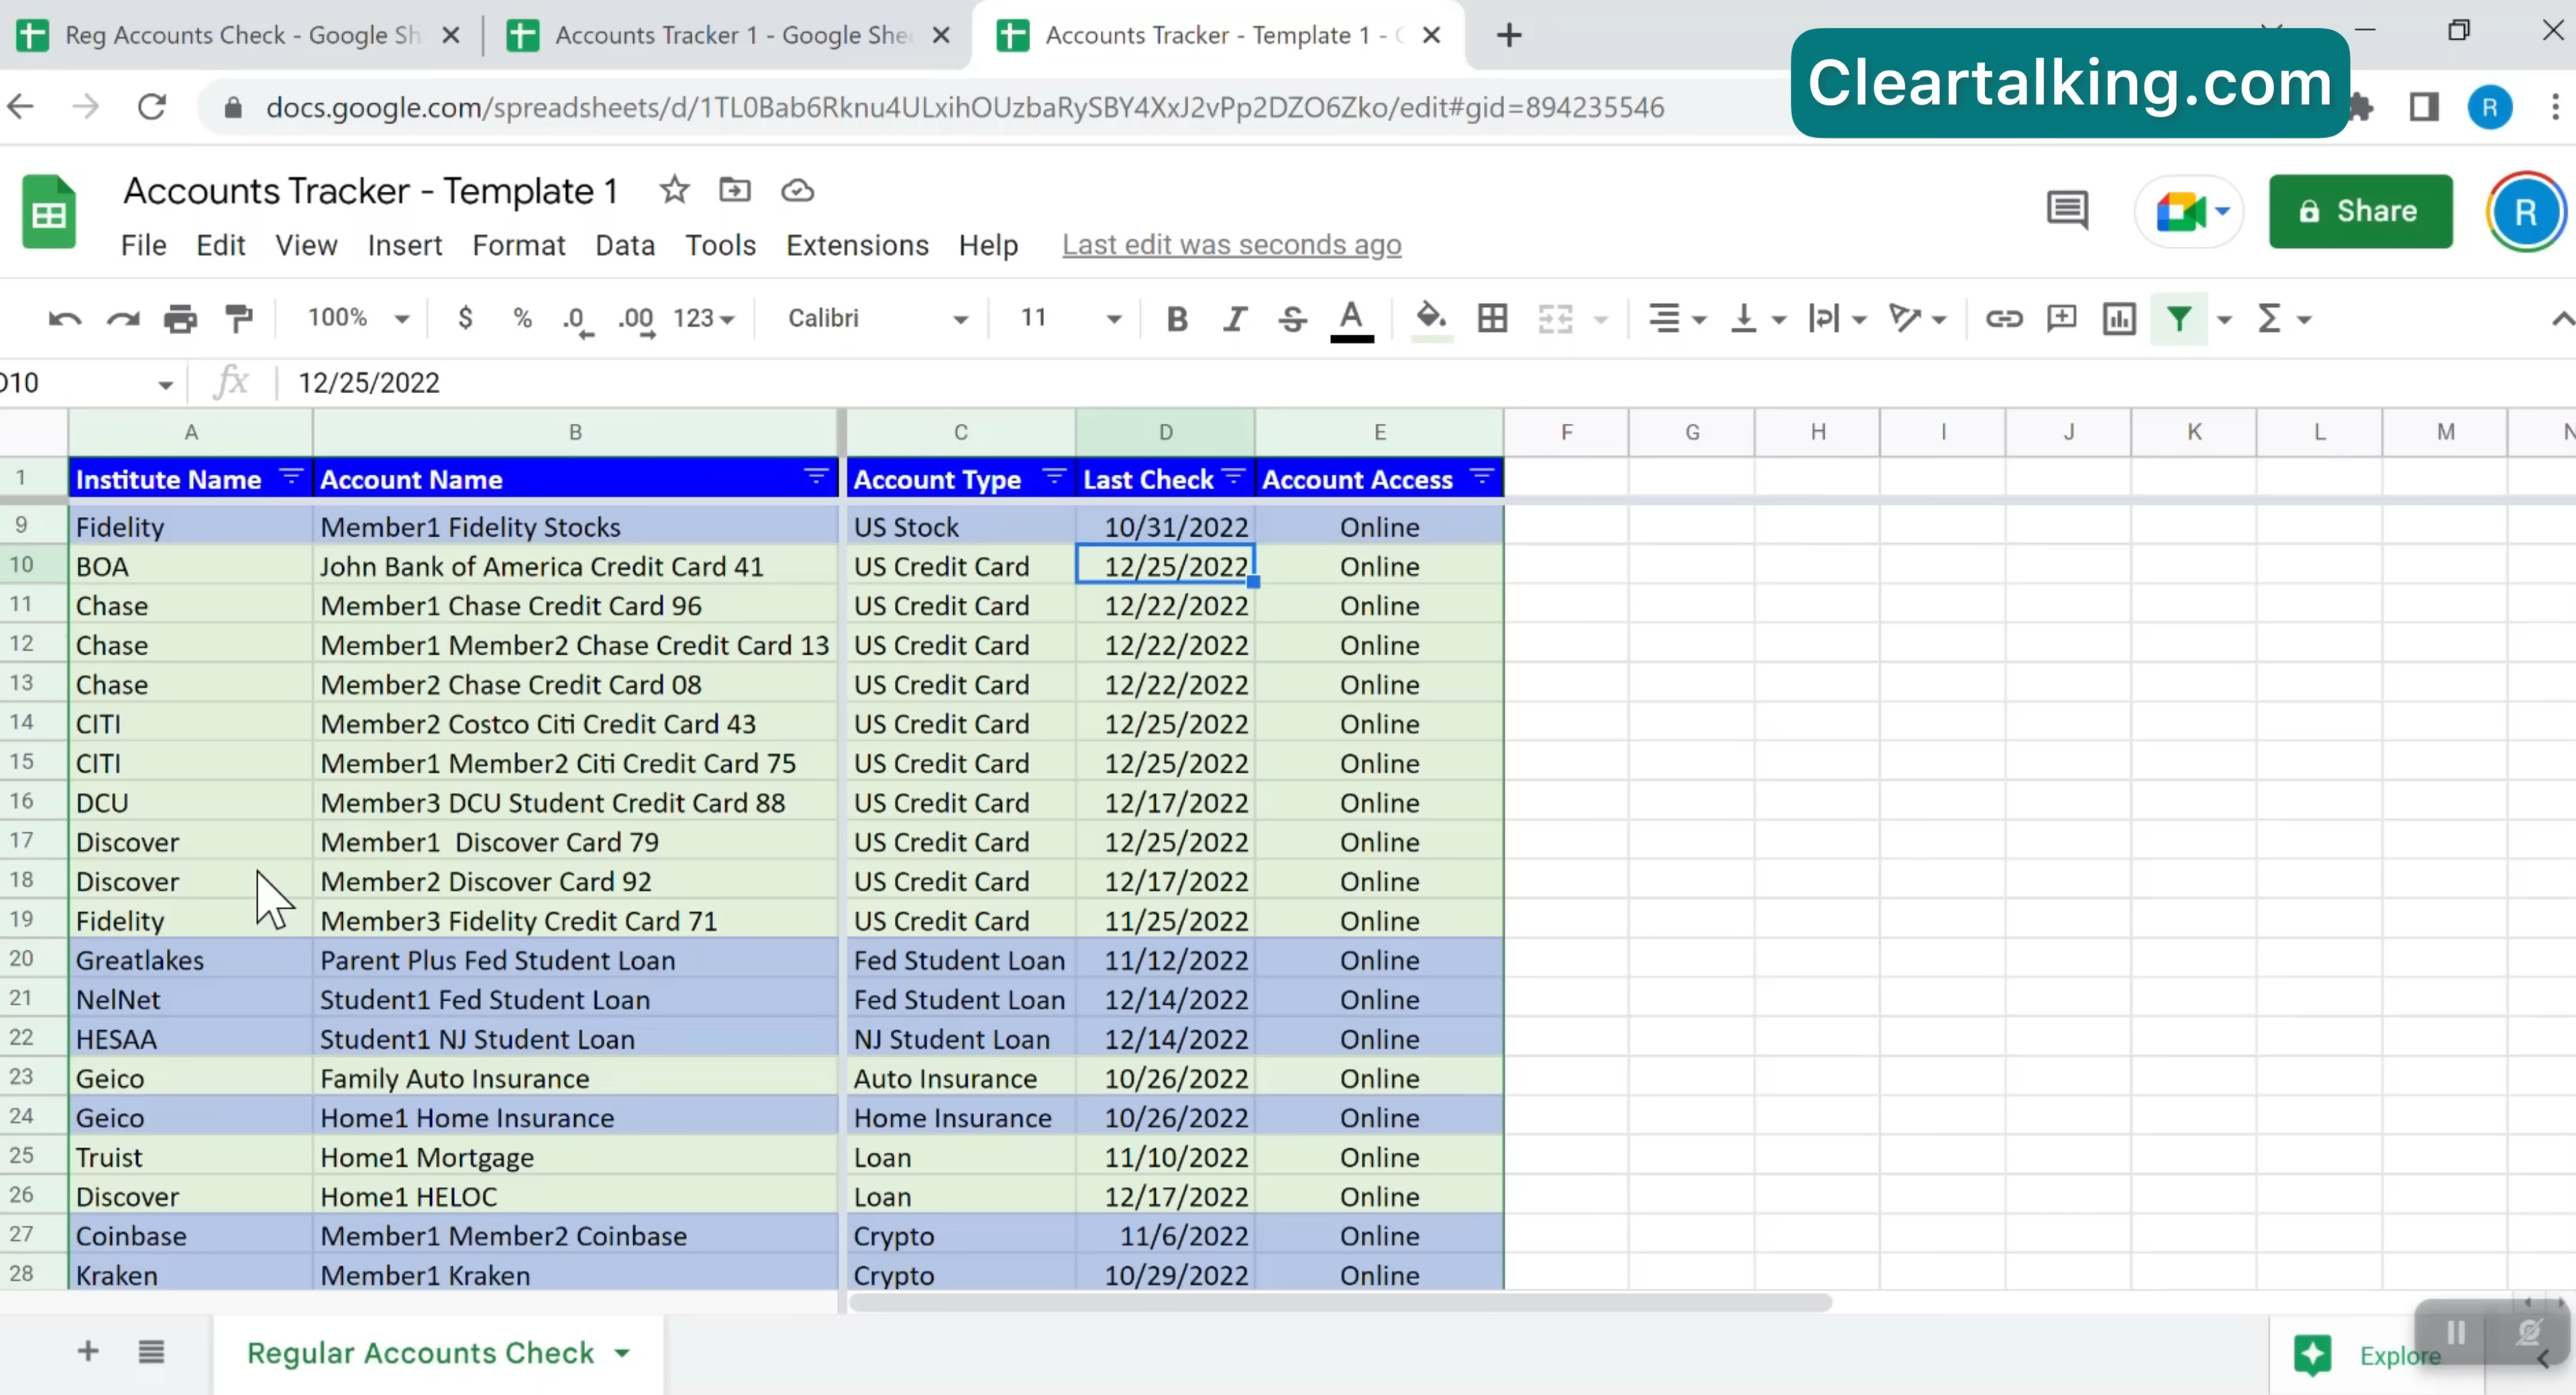 Reg Accounts Check - Google Sh
Accounts Tracker 1 - Google Shee
Accounts Tracker - Template 1 -
Cleartalking.com
docs.google.com/spreadsheets/d/1TL0Bab6Rknu4ULxihOUzbaRySBY4XxJ2vPp2DZO6Zko/edit#gid=894235546
R
Accounts Tracker - Template 1
Share
R
File Edit View Insert Format Data Tools Extensions Help Last edit was seconds ago
100% $ % .0 .00 123 Calibri 11 B I S A
D10 fx 12/25/2022
A B C D E F G H I J K L M N
1 Institute Name Account Name Account Type Last Check Account Access
9 Fidelity Member1 Fidelity Stocks US Stock 10/31/2022 Online
10 BOA John Bank of America Credit Card 41 US Credit Card 12/25/2022 Online
11 Chase Member1 Chase Credit Card 96 US Credit Card 12/22/2022 Online
12 Chase Member1 Member2 Chase Credit Card 13 US Credit Card 12/22/2022 Online
13 Chase Member2 Chase Credit Card 08 US Credit Card 12/22/2022 Online
14 CITI Member2 Costco Citi Credit Card 43 US Credit Card 12/25/2022 Online
15 CITI Member1 Member2 Citi Credit Card 75 US Credit Card 12/25/2022 Online
16 DCU Member3 DCU Student Credit Card 88 US Credit Card 12/17/2022 Online
17 Discover Member1  Discover Card 79 US Credit Card 12/25/2022 Online
18 Discover Member2 Discover Card 92 US Credit Card 12/17/2022 Online
19 Fidelity Member3 Fidelity Credit Card 71 US Credit Card 11/25/2022 Online
20 Greatlakes Parent Plus Fed Student Loan Fed Student Loan 11/12/2022 Online
21 NelNet Student1 Fed Student Loan Fed Student Loan 12/14/2022 Online
22 HESAA Student1 NJ Student Loan NJ Student Loan 12/14/2022 Online
23 Geico Family Auto Insurance Auto Insurance 10/26/2022 Online
24 Geico Home1 Home Insurance Home Insurance 10/26/2022 Online
25 Truist Home1 Mortgage Loan 11/10/2022 Online
26 Discover Home1 HELOC Loan 12/17/2022 Online
27 Coinbase Member1 Member2 Coinbase Crypto 11/6/2022 Online
28 Kraken Member1 Kraken Crypto 10/29/2022 Online
Regular Accounts Check
Explore